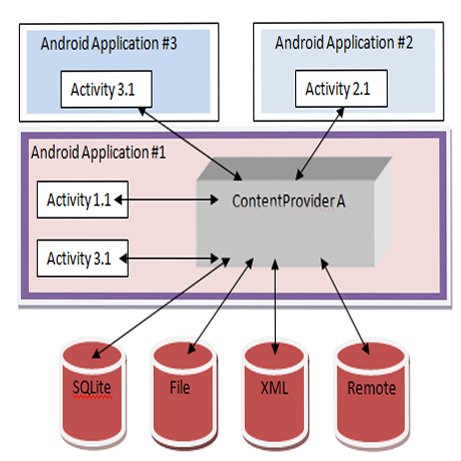 Android Application #3
Activity 3.1
Android Application #2
Activity 2.1
Android Application #1
Activity 1.1
Activity 3.1
ContentProvider A
SQLite
File
XML
Remote